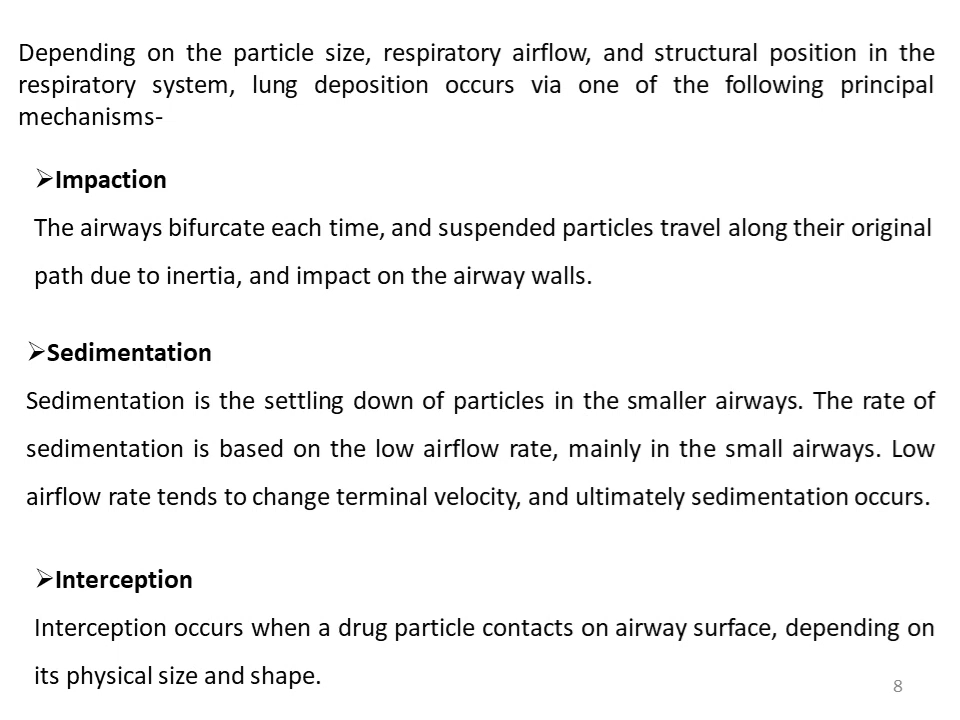 Depending on the particle size, respiratory airflow, and structural position in the
respiratory system, lung deposition occurs via one of the following principal
mechanisms-
➢Impaction
The airways bifurcate each time, and suspended particles travel along their original
path due to inertia, and impact on the airway walls.
➢Sedimentation
Sedimentation is the settling down of particles in the smaller airways. The rate of
sedimentation is based on the low airflow rate, mainly in the small airways. Low
airflow rate tends to change terminal velocity, and ultimately sedimentation occurs.
➢Interception
Interception occurs when a drug particle contacts on airway surface, depending on
its physical size and shape.
8